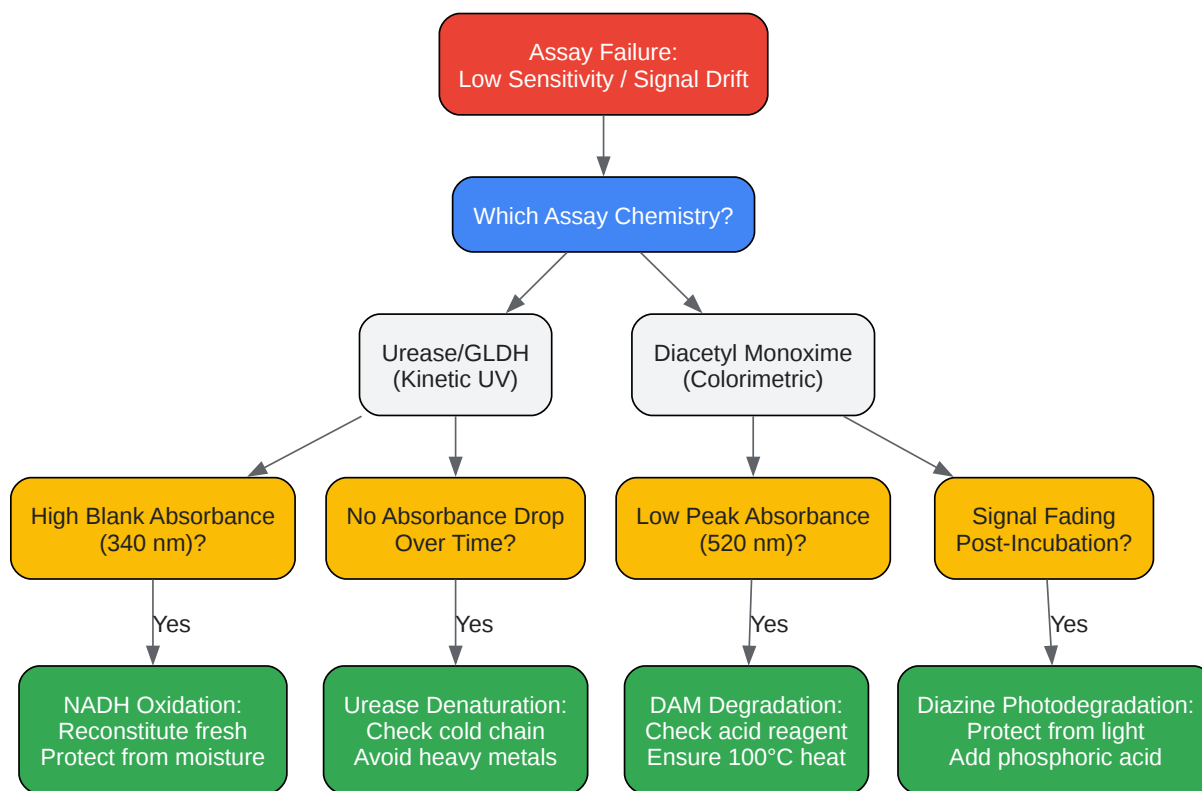 Assay Failure:
Low Sensitivity / Signal Drift
Which Assay Chemistry?
Urease/GLDH
(Kinetic UV)
Diacetyl Monoxime
(Colorimetric)
High Blank Absorbance
(340 nm)?
No Absorbance Drop
Over Time?
Low Peak Absorbance
(520 nm)?
Signal Fading
Post-Incubation?
Yes
Yes
Yes
Yes
NADH Oxidation:
Reconstitute fresh
Protect from moisture
Urease Denaturation:
Check cold chain
Avoid heavy metals
DAM Degradation:
Check acid reagent
Ensure 100°C heat
Diazine Photodegradation:
Protect from light
Add phosphoric acid